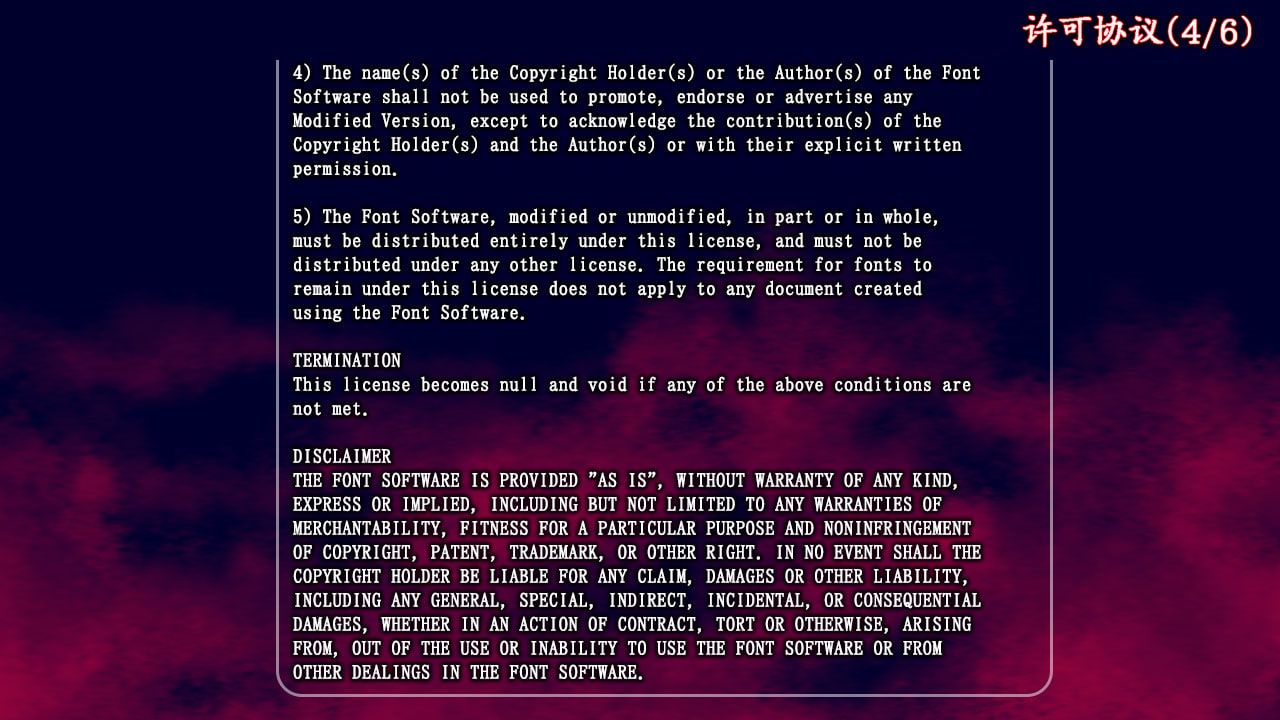 许可协议(4/6)
4) The name(s) of the Copyright Holder(s) or the Author(s) of the Font
Software shall not be used to promote, endorse or advertise any
Modified Version, except to acknowledge the contribution(s) of the
Copyright Holder(s) and the Author(s) or with their explicit written
permission.
5) The Font Software, modified or unmodified, in part or in whole,
must be distributed entirely under this license, and must not be
distributed under any other license. The requirement for fonts to
remain under this license does not apply to any document created
using the Font Software.
TERMINATION
This license becomes null and void if any of the above conditions are
not met.
DISCLAIMER
THE FONT SOFTWARE IS PROVIDED ”AS IS”, WITHOUT WARRANTY OF ANY KIND,
EXPRESS OR IMPLIED, INCLUDING BUT NOT LIMITED TO ANY WARRANTIES OF
MERCHANTABILITY, FITNESS FOR A PARTICULAR PURPOSE AND NONINFRINGEMENT
OF COPYRIGHT, PATENT, TRADEMARK, OR OTHER RIGHT. IN NO EVENT SHALL THE
COPYRIGHT HOLDER BE LIABLE FOR ANY CLAIM, DAMAGES OR OTHER LIABILITY,
INCLUDING ANY GENERAL, SPECIAL, INDIRECT, INCIDENTAL, OR CONSEQUENTIAL
DAMAGES, WHETHER IN AN ACTION OF CONTRACT, TORT OR OTHERWISE, ARISING
FROM, OUT OF THE USE OR INABILITY TO USE THE FONT SOFTWARE OR FROM
OTHER DEALINGS IN THE FONT SOFTWARE.